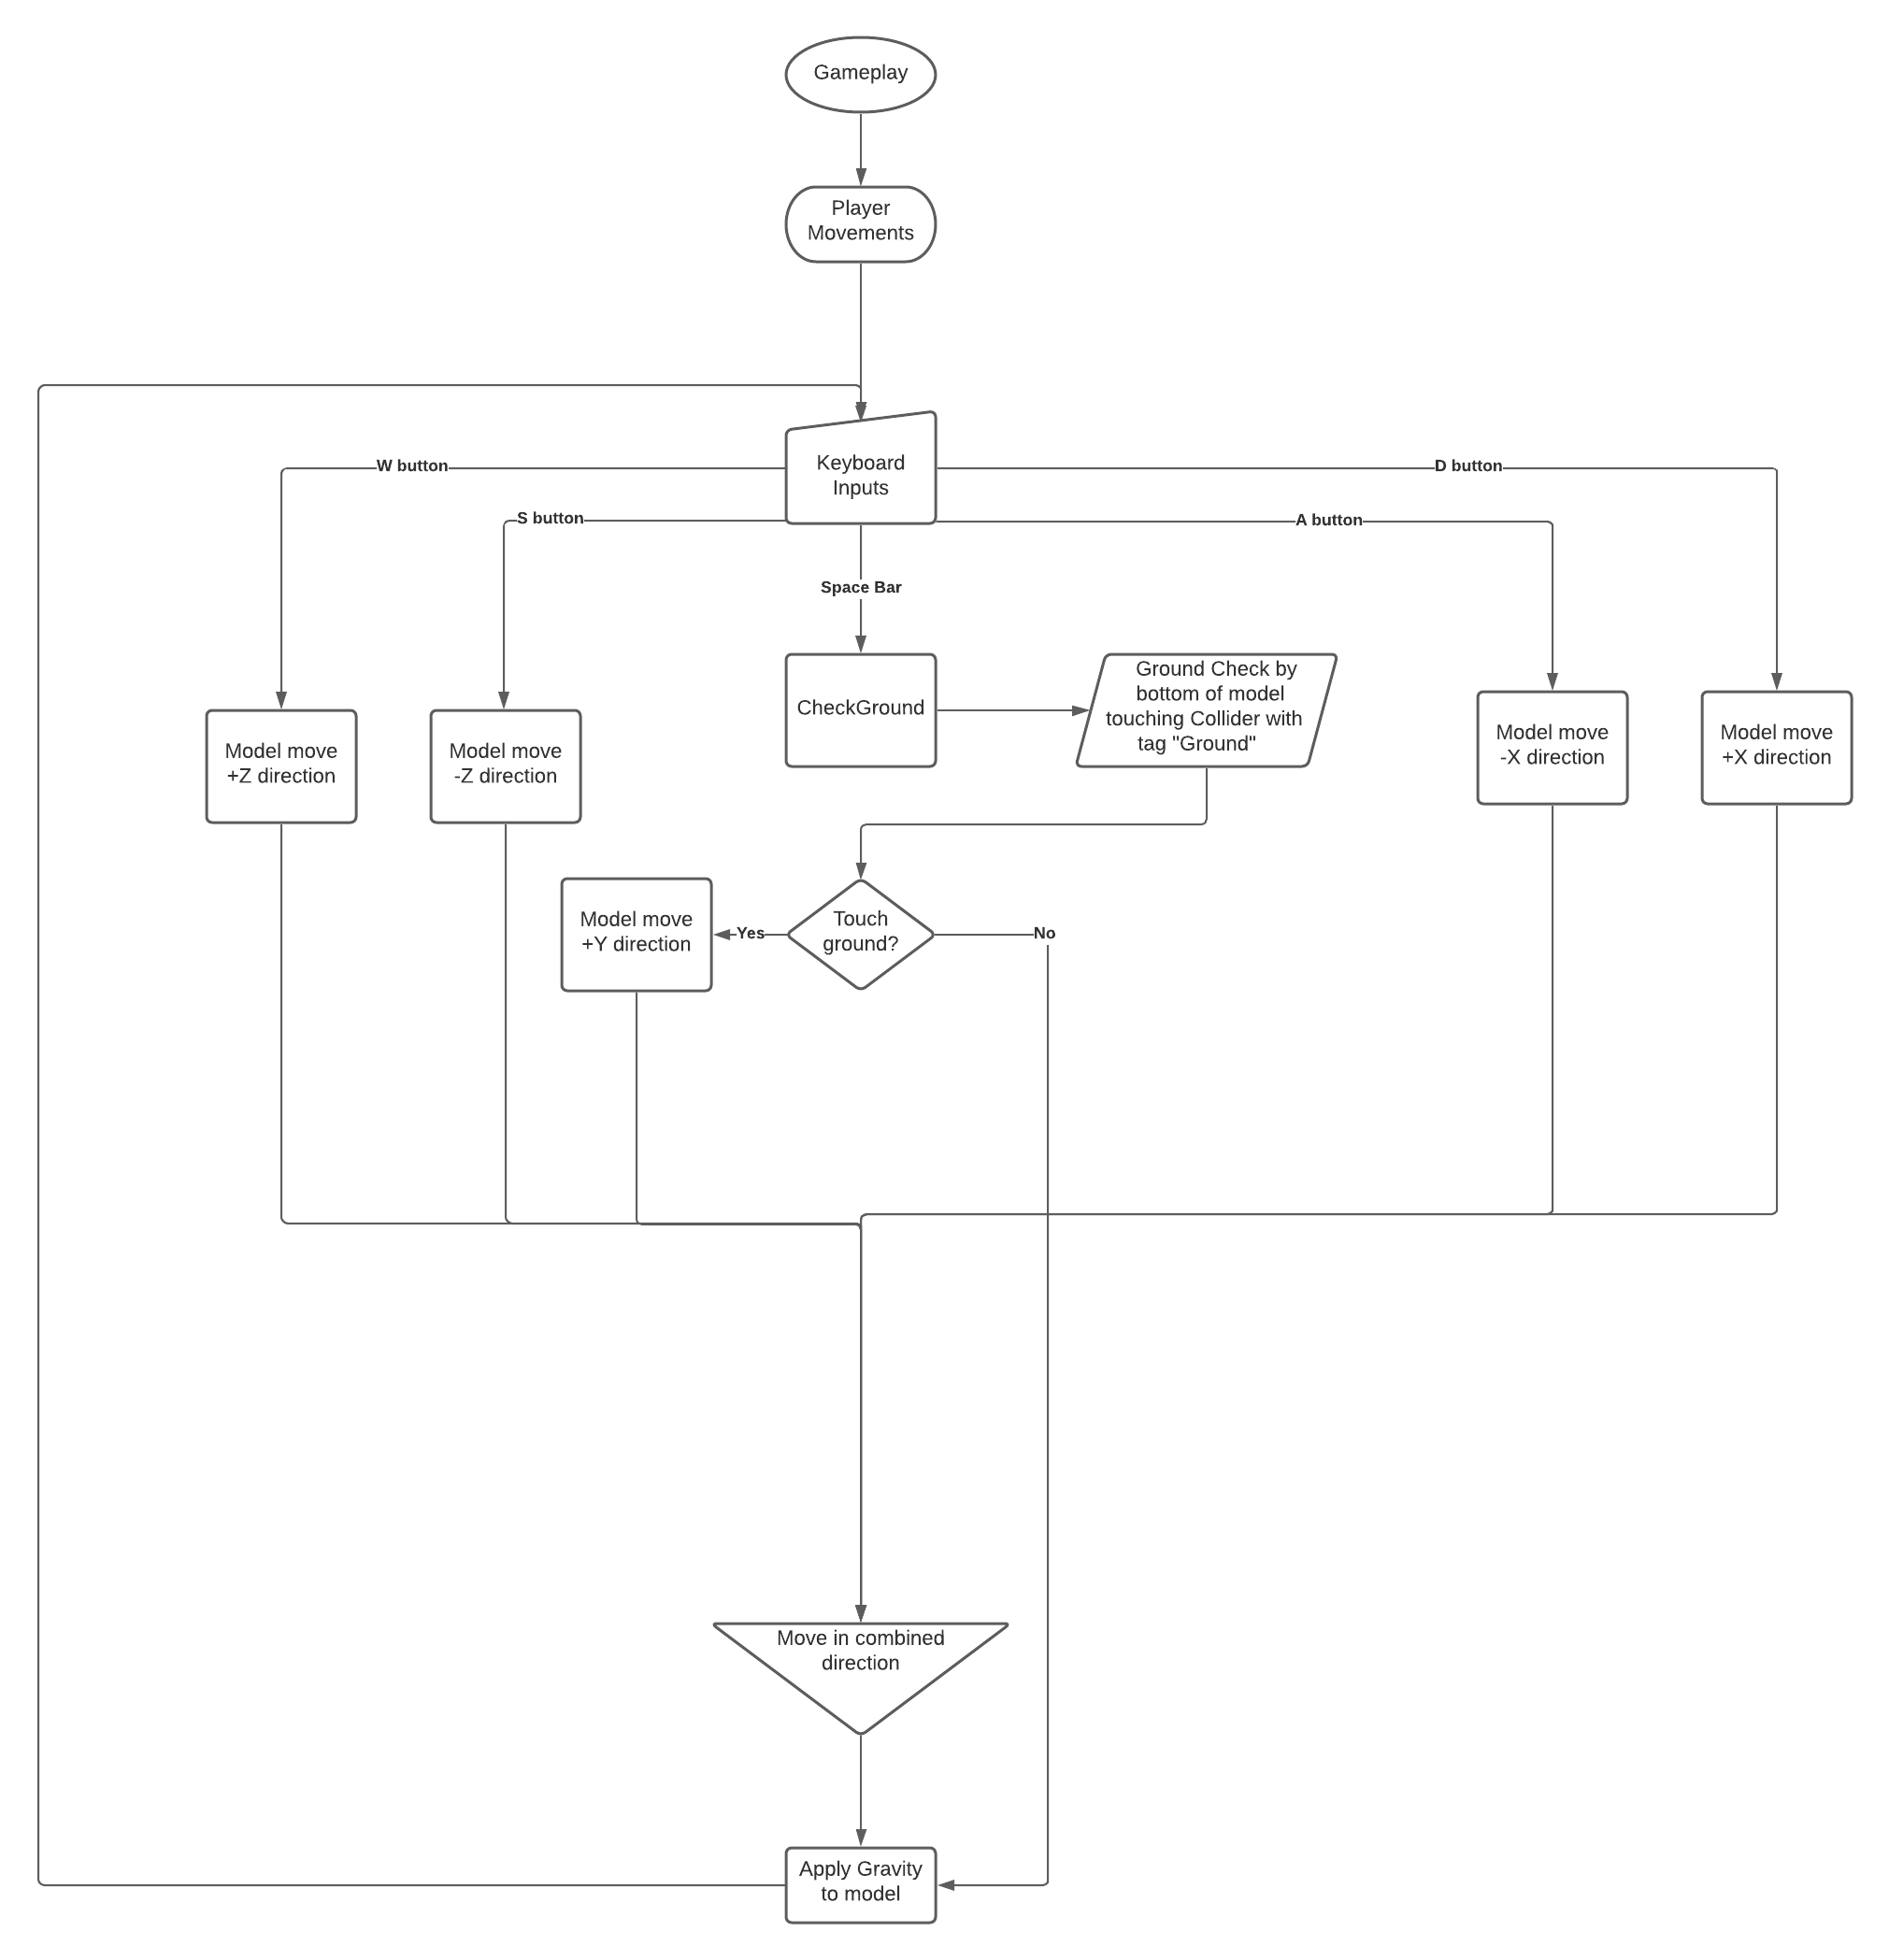 Gameplay
Player
Movements
Keyboard
Inputs
W button
D button
S button
A button
Space Bar
CheckGround
Ground Check by
bottom of model
touching Collider with
tag "Ground"
Model move
+Z direction
Model move
-Z direction
Model move
-X direction
Model move
+X direction
Model move
+Y direction
Yes
Touch
ground?
No
Move in combined
direction
Apply Gravity
to model